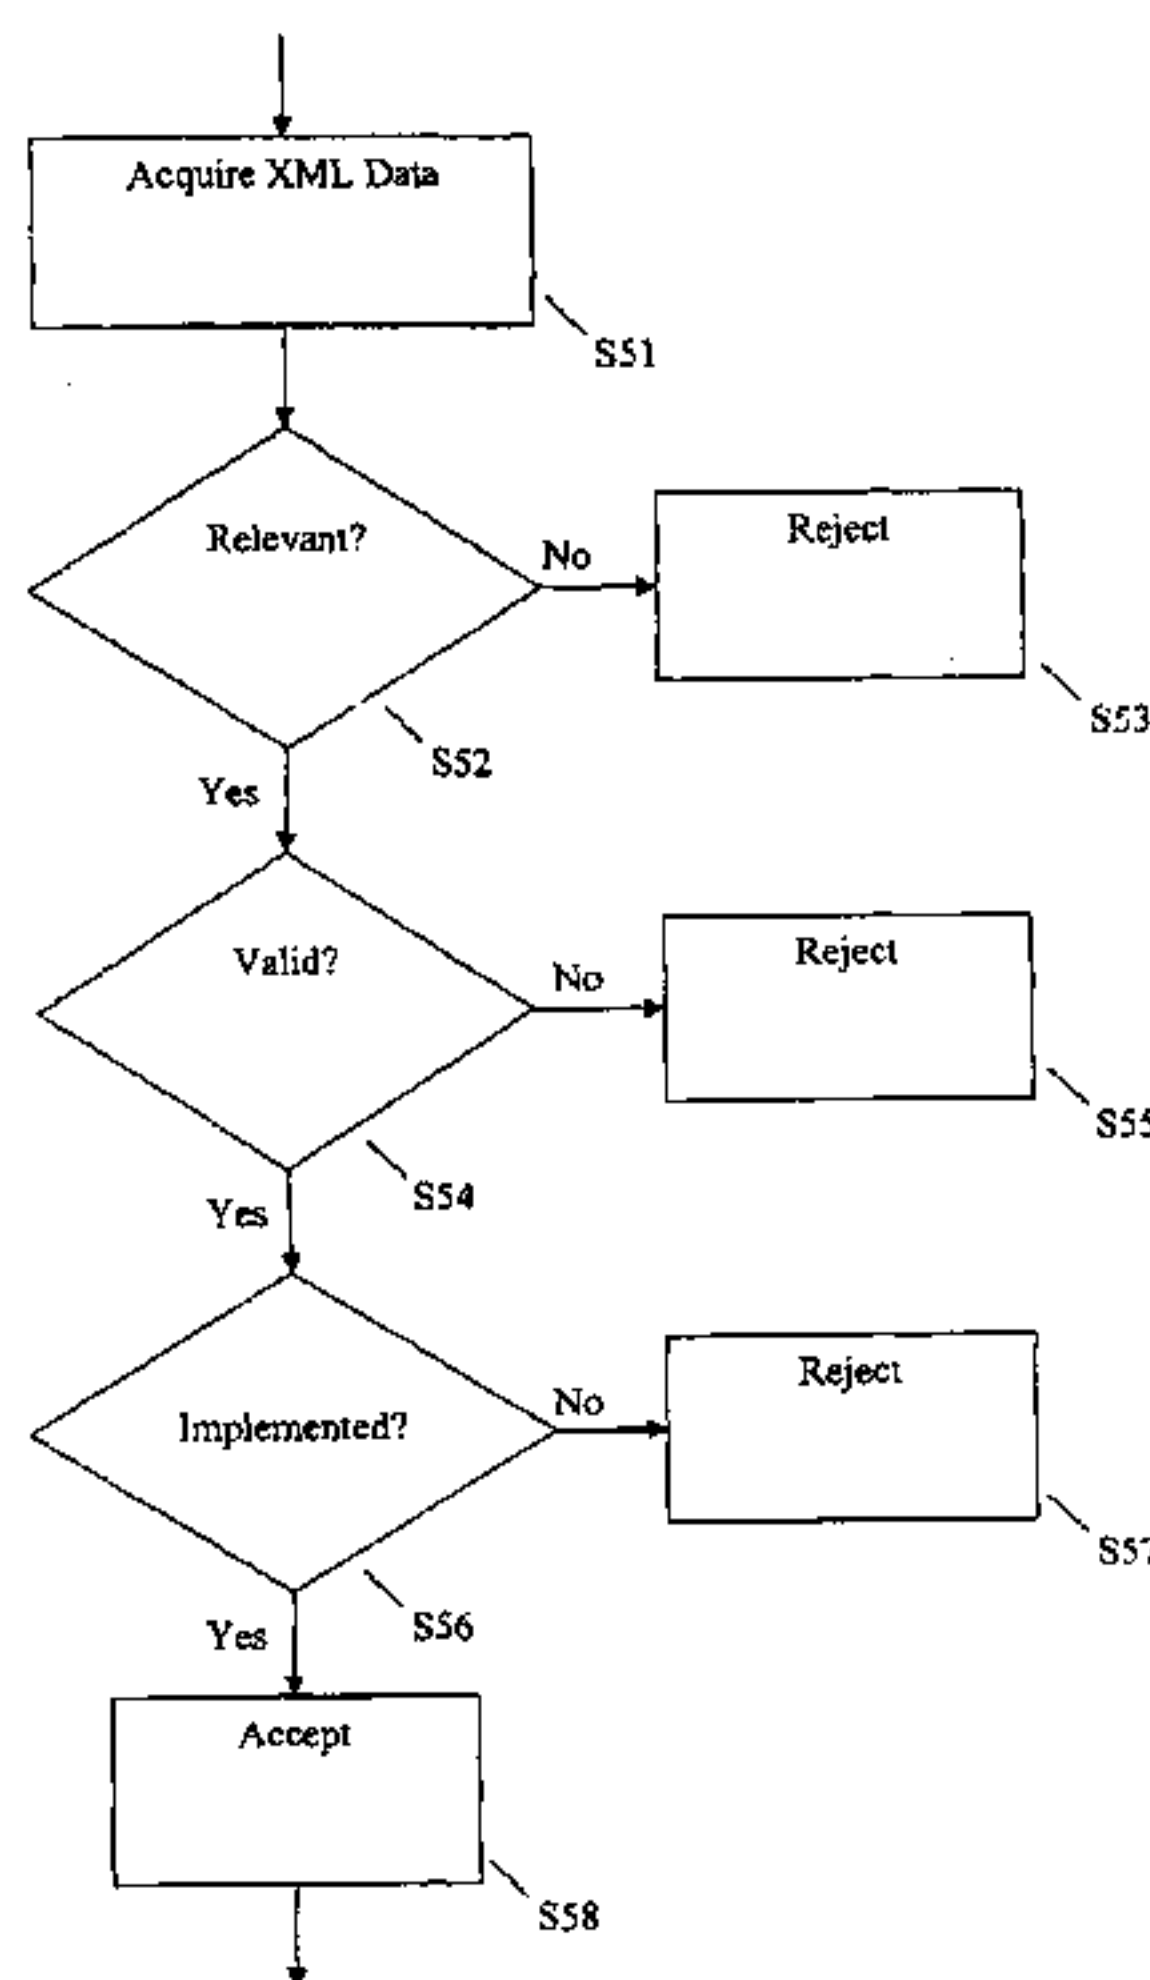 Acquire XML Data
S51
Relevant?
No
Reject
S53
S52
Yes
Valid?
No
Reject
S55
S54
Yes
Implemented?
No
Reject
S57
S56
Yes
Accept
S58